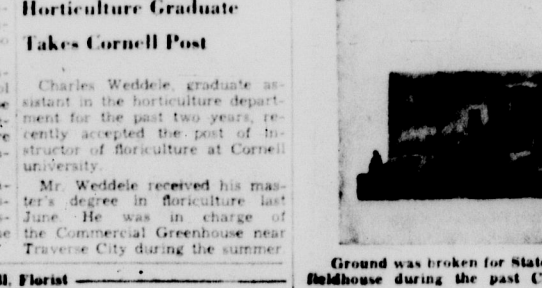 Horticulture Graduate
Takes Cornell Post
Charles Weddele, graduate as-
sistant in the horticulture depart-
ment for the past two years, re-
cently accepted the post of in-
structor of floriculture at Cornell
university.
Mr. Weddele received his mas-
ter's degree in floriculture last
June. He was in charge of
the Commercial Greenhouse near
Traverse City during the summer
Florist
Ground was broken for State
fieldhouse during the past C